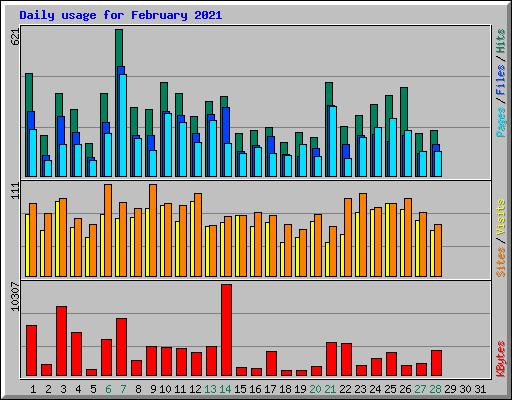 Daily usage for February 2021
621
Pages / Files / Hits
111
Sites / Visits
10307
KBytes
1 2 3 4 5 6 7 8 9 10 11 12 13 14 15 16 17 18 19 20 21 22 23 24 25 26 27 28 29 30 31